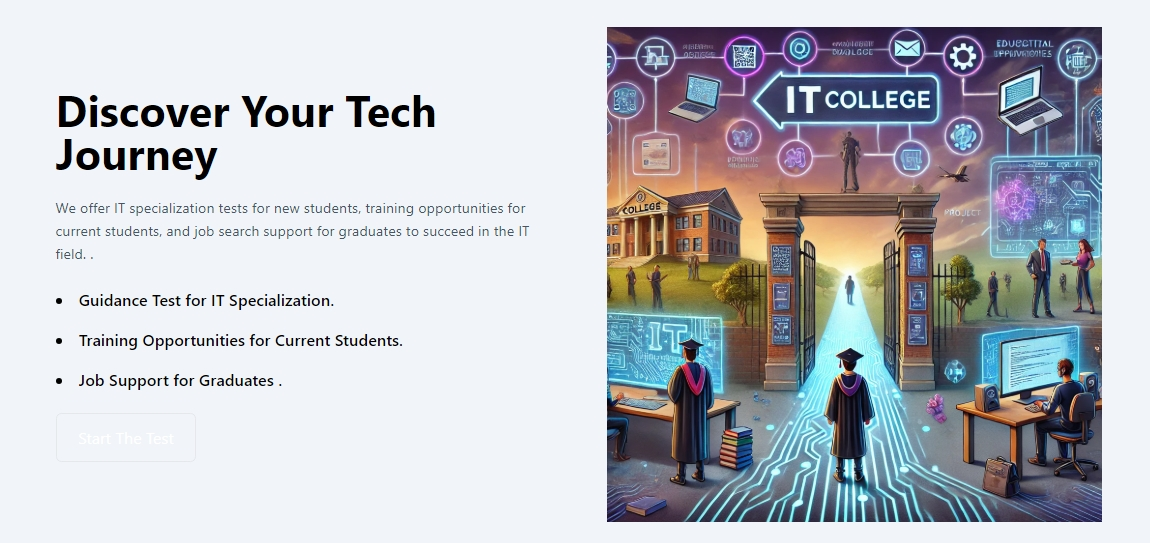 Discover Your Tech
Journey
We offer IT specialization tests for new students, training opportunities for
current students, and job search support for graduates to succeed in the IT
field. .
Guidance Test for IT Specialization.
Training Opportunities for Current Students.
Job Support for Graduates .
Start The Test
IT COLLEGE
COLLEGE
PROJECT
IT